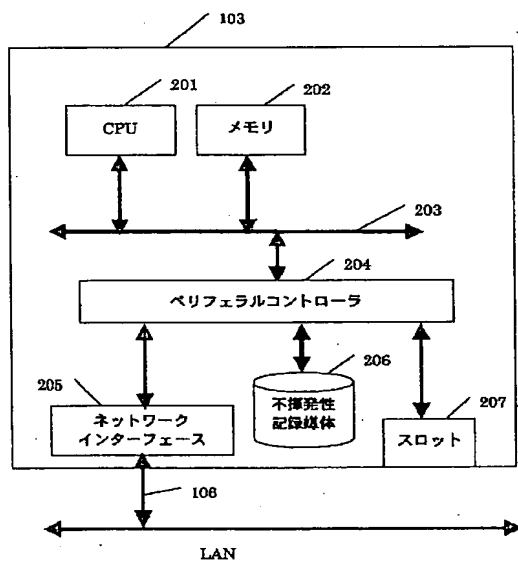 103
201
202
CPU
メモリ
203
204
ペリフェラルコントローラ
205
206
207
ネットワーク
インターフェース
不揮発性
記録媒体
スロット
108
LAN